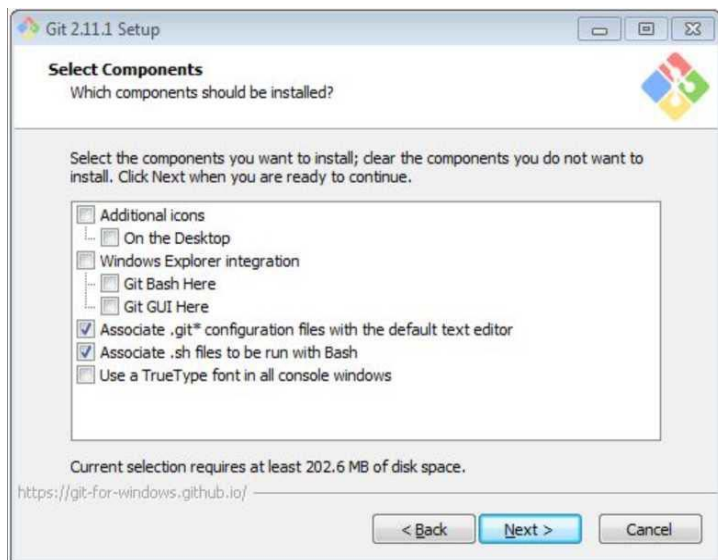 Git 2.11.1 Setup
Select Components
Which components should be installed?
Select the components you want to install; clear the components you do not want to
install. Click Next when you are ready to continue.
Additional icons
On the Desktop
Windows Explorer integration
Git Bash Here
Git GUI Here
Associate .git* configuration files with the default text editor
Associate .sh files to be run with Bash
Use a TrueType font in all console windows
Current selection requires at least 202.6 MB of disk space.
https://git-for-windows.github.io/
< Back Next > Cancel